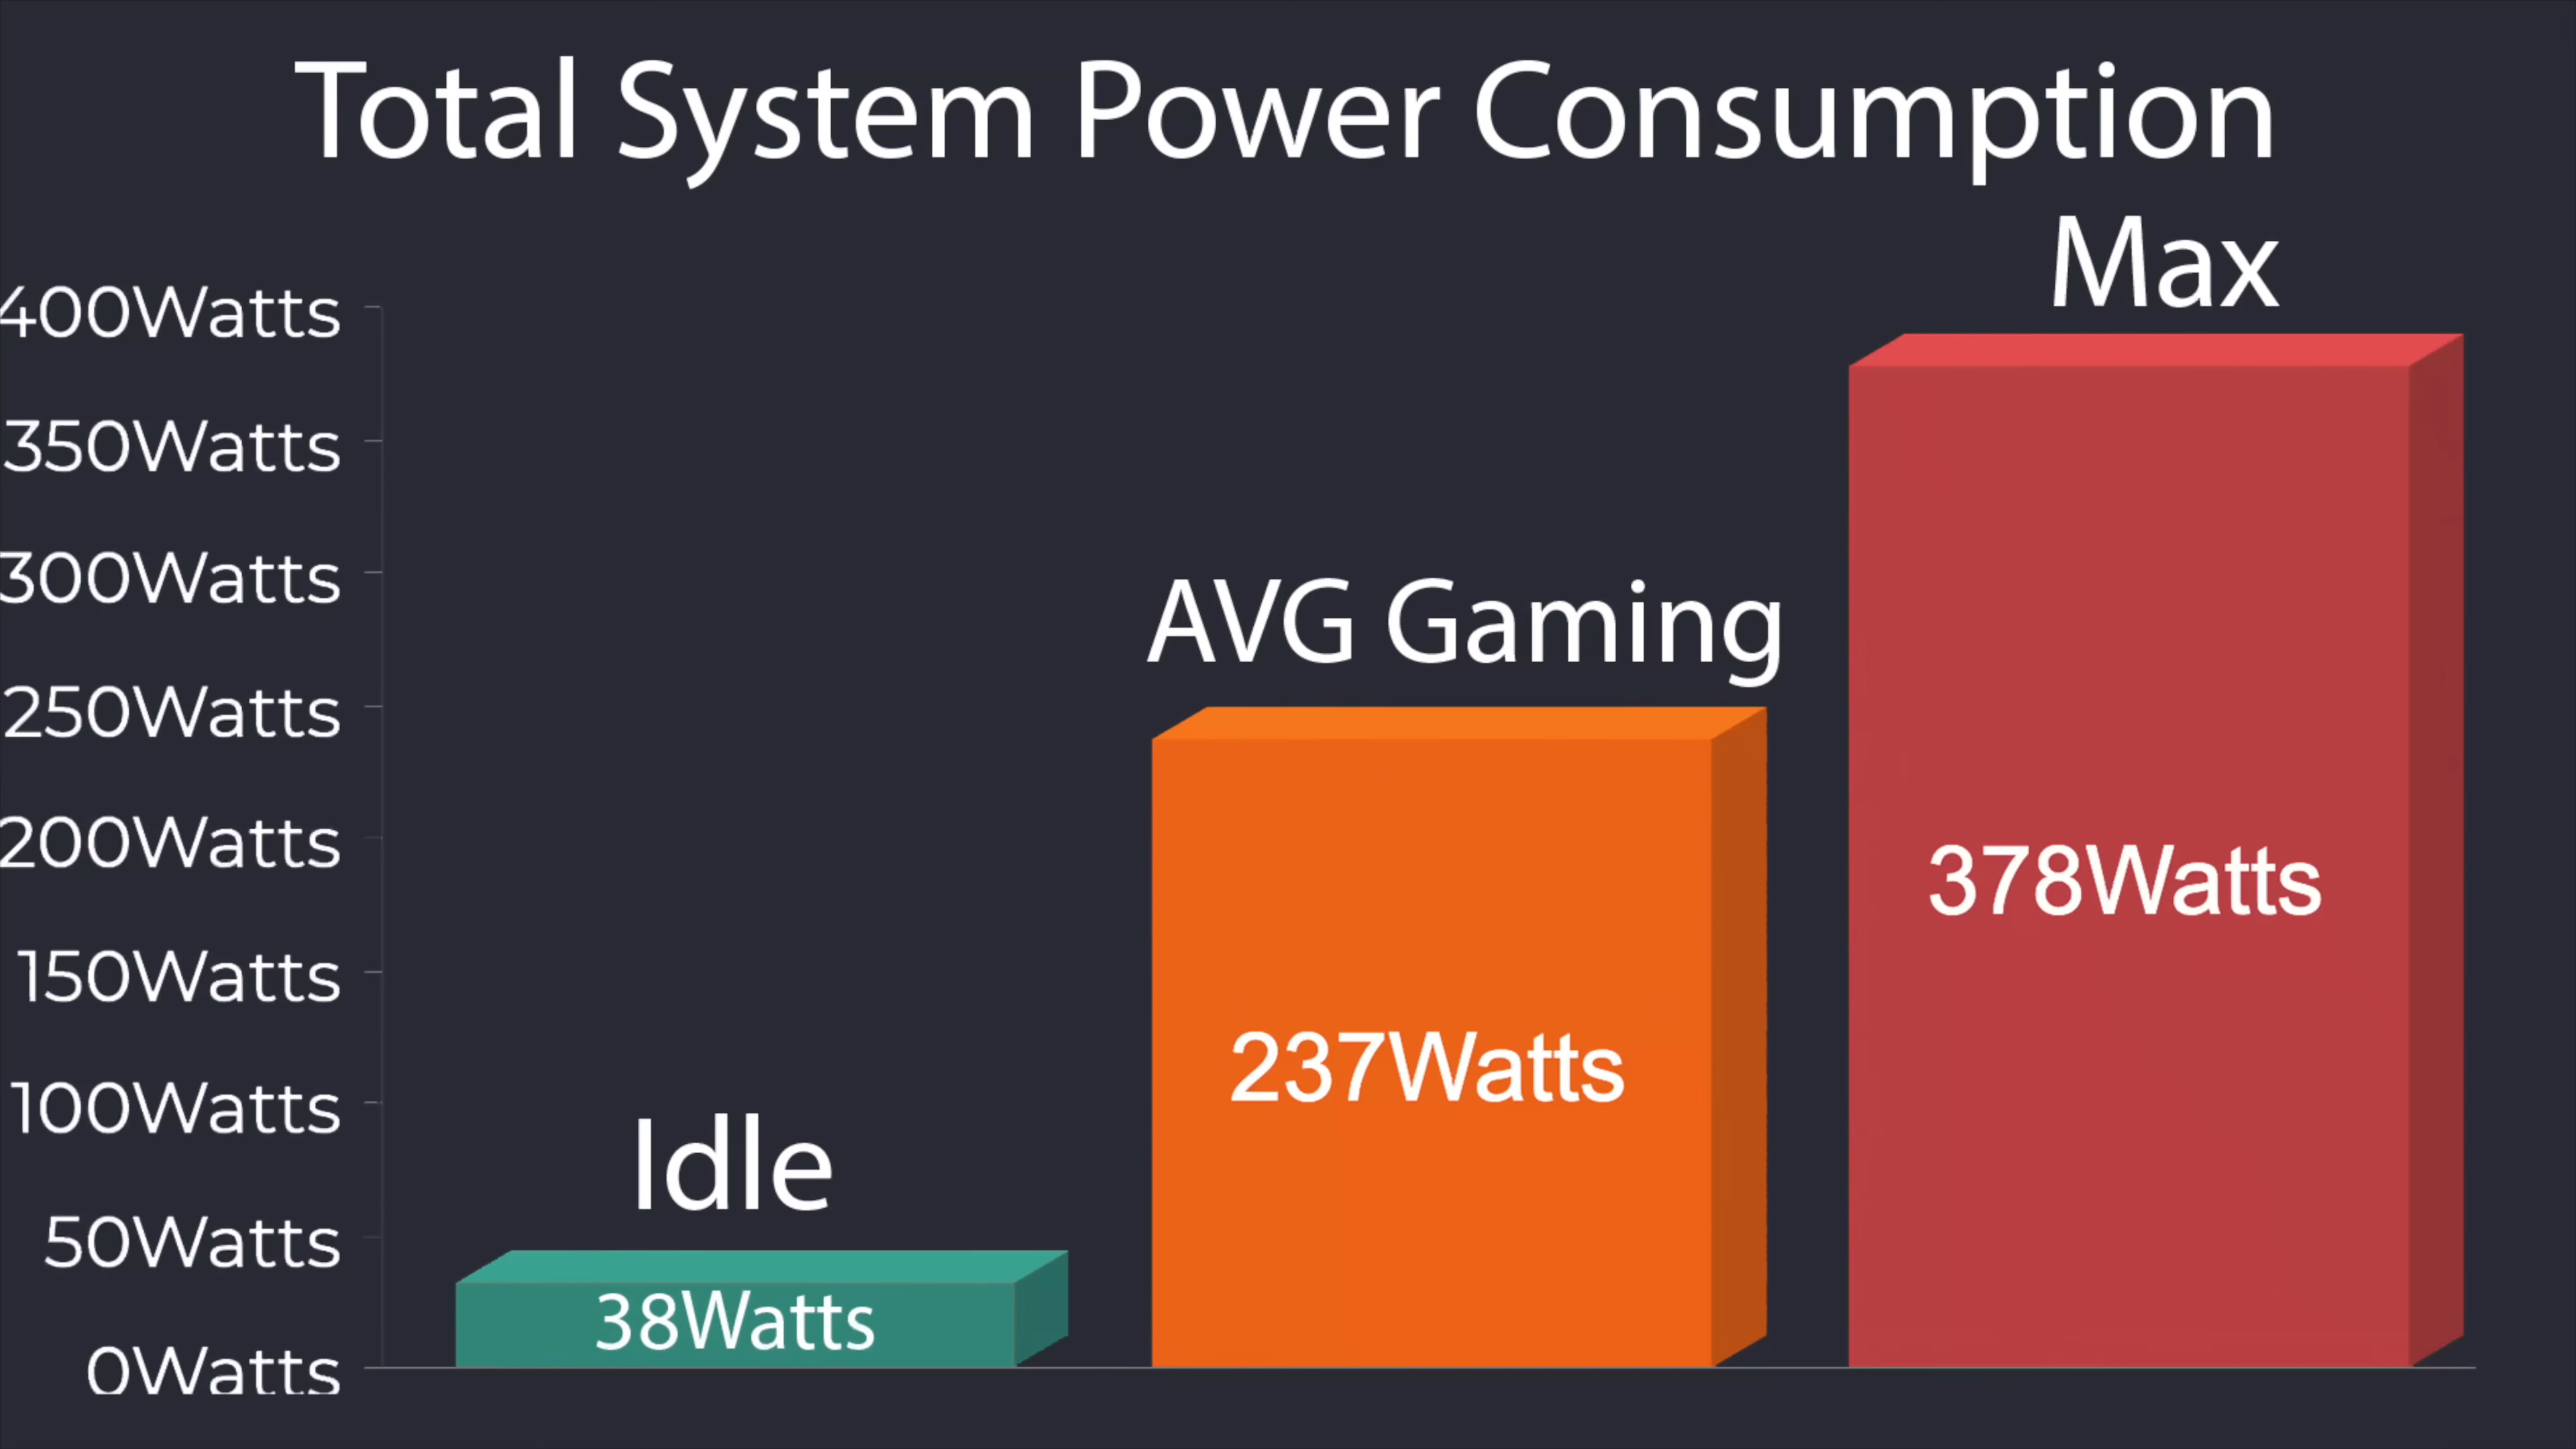 Total System Power Consumption
Max
400Watts
350Watts
300Watts
AVG Gaming
250Watts
200Watts
378Watts
150Watts
237Watts
100Watts
Idle
50Watts
38Watts
0Watts